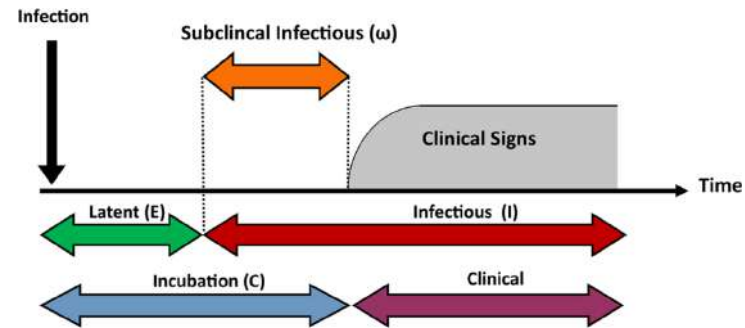 Infection
Subclincal Infectious (ω)
Clinical Signs
Time
Latent (E)
Infectious (I)
Incubation (C)
Clinical